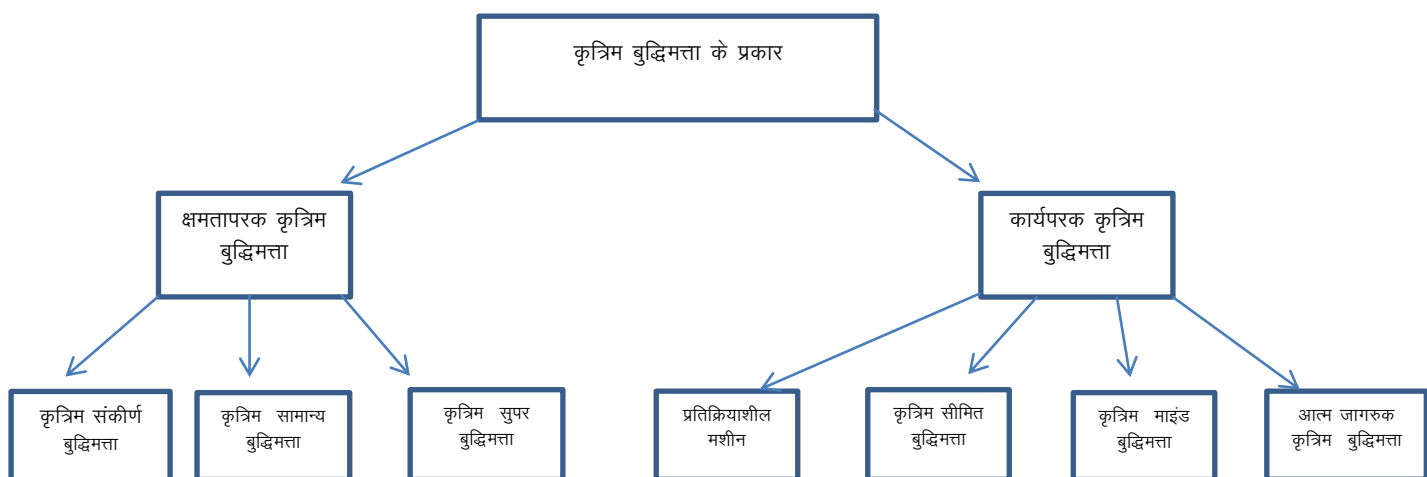 कृत्रिम बुद्धिमत्ता के प्रकार
क्षमतापरक कृत्रिम
बुद्धिमत्ता
कार्यपरक कृत्रिम
बुद्धिमत्ता
कृत्रिम संकीर्ण
बुद्धिमत्ता
कृत्रिम सामान्य
बुद्धिमत्ता
कृत्रिम सुपर
बुद्धिमत्ता
प्रतिक्रियाशील
मशीन
कृत्रिम सीमित
बुद्धिमत्ता
कृत्रिम माइंड
बुद्धिमत्ता
आत्म जागरुक
कृत्रिम बुद्धिमत्ता